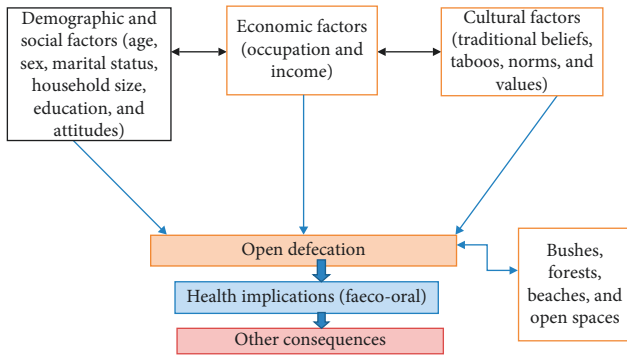 Demographic and
social factors (age,
sex, marital status,
household size,
education, and
attitudes)
Economic factors
(occupation and
income)
Cultural factors
(traditional beliefs,
taboos, norms, and
values)
Open defecation
Bushes,
forests,
beaches, and
open spaces
Health implications (faeco-oral)
Other consequences